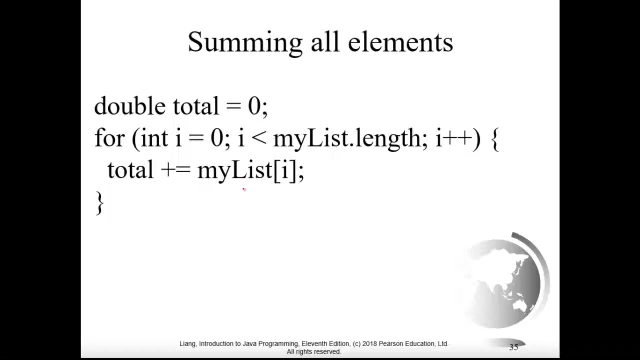 Summing all elements
double total = 0;
for (int i = 0; i < myList.length; i++) {
total += myList[i];
}
Liang, Introduction to Java Programming, Eleventh Edition, (c) 2018 Pearson Education, Ltd.
All rights reserved.
35